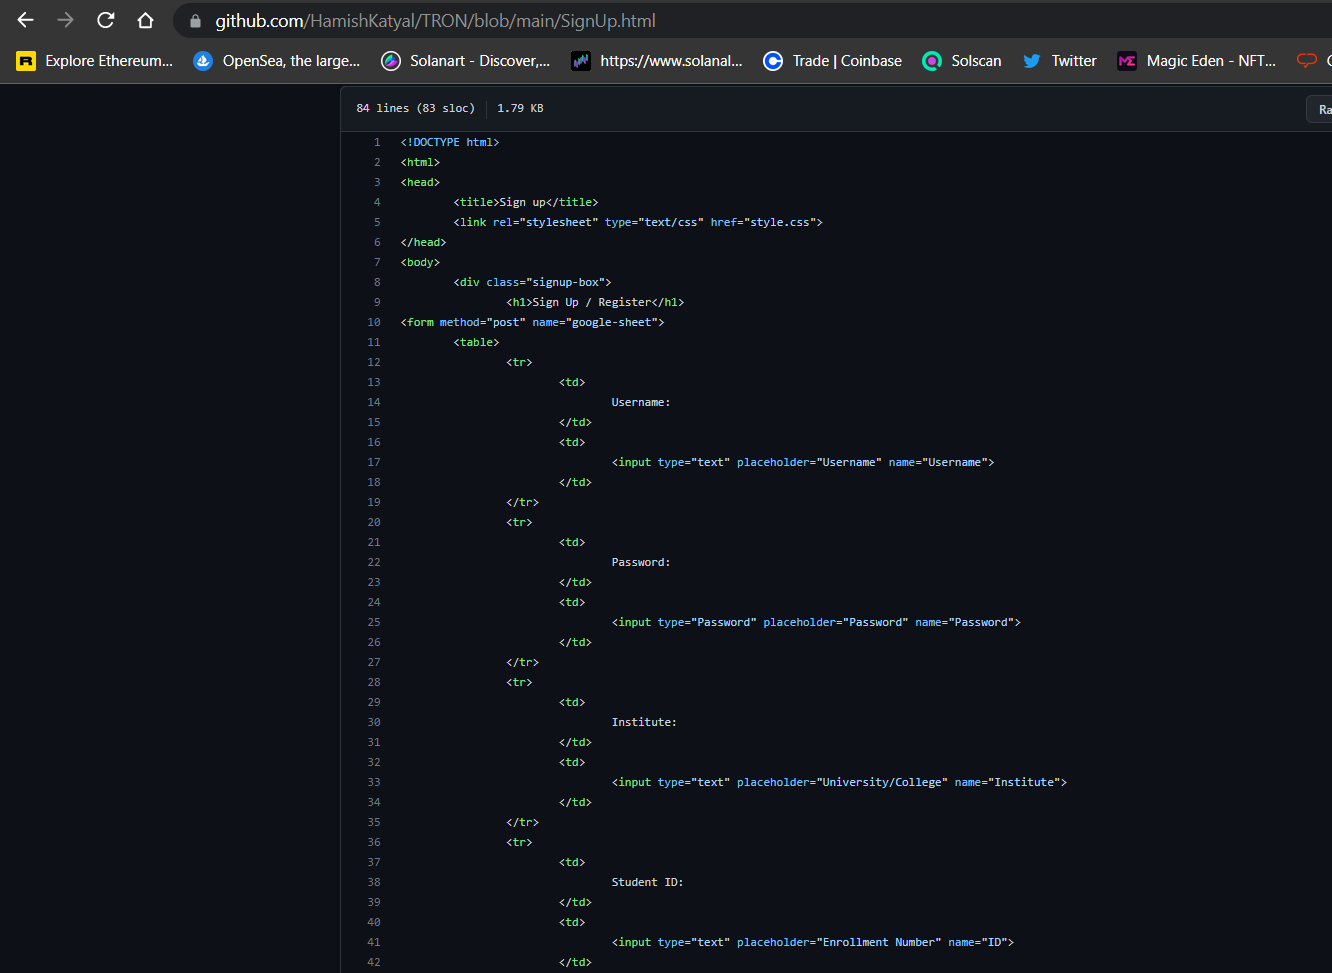 github.com/HamishKatyal/TRON/blob/main/SignUp.html
Explore Ethereum... OpenSea, the large... Solanart - Discover,... https://www.solanal... Trade | Coinbase Solscan Twitter Magic Eden - NFT...
84 lines (83 sloc) 1.79 KB
1 <!DOCTYPE html>
2 <html>
3 <head>
4 <title>Sign up</title>
5 <link rel="stylesheet" type="text/css" href="style.css">
6 </head>
7 <body>
8 <div class="signup-box">
9 <h1>Sign Up / Register</h1>
10 <form method="post" name="google-sheet">
11 <table>
12 <tr>
13 <td>
14 Username:
15 </td>
16 <td>
17 <input type="text" placeholder="Username" name="Username">
18 </td>
19 </tr>
20 <tr>
21 <td>
22 Password:
23 </td>
24 <td>
25 <input type="Password" placeholder="Password" name="Password">
26 </td>
27 </tr>
28 <tr>
29 <td>
30 Institute:
31 </td>
32 <td>
33 <input type="text" placeholder="University/College" name="Institute">
34 </td>
35 </tr>
36 <tr>
37 <td>
38 Student ID:
39 </td>
40 <td>
41 <input type="text" placeholder="Enrollment Number" name="ID">
42 </td>